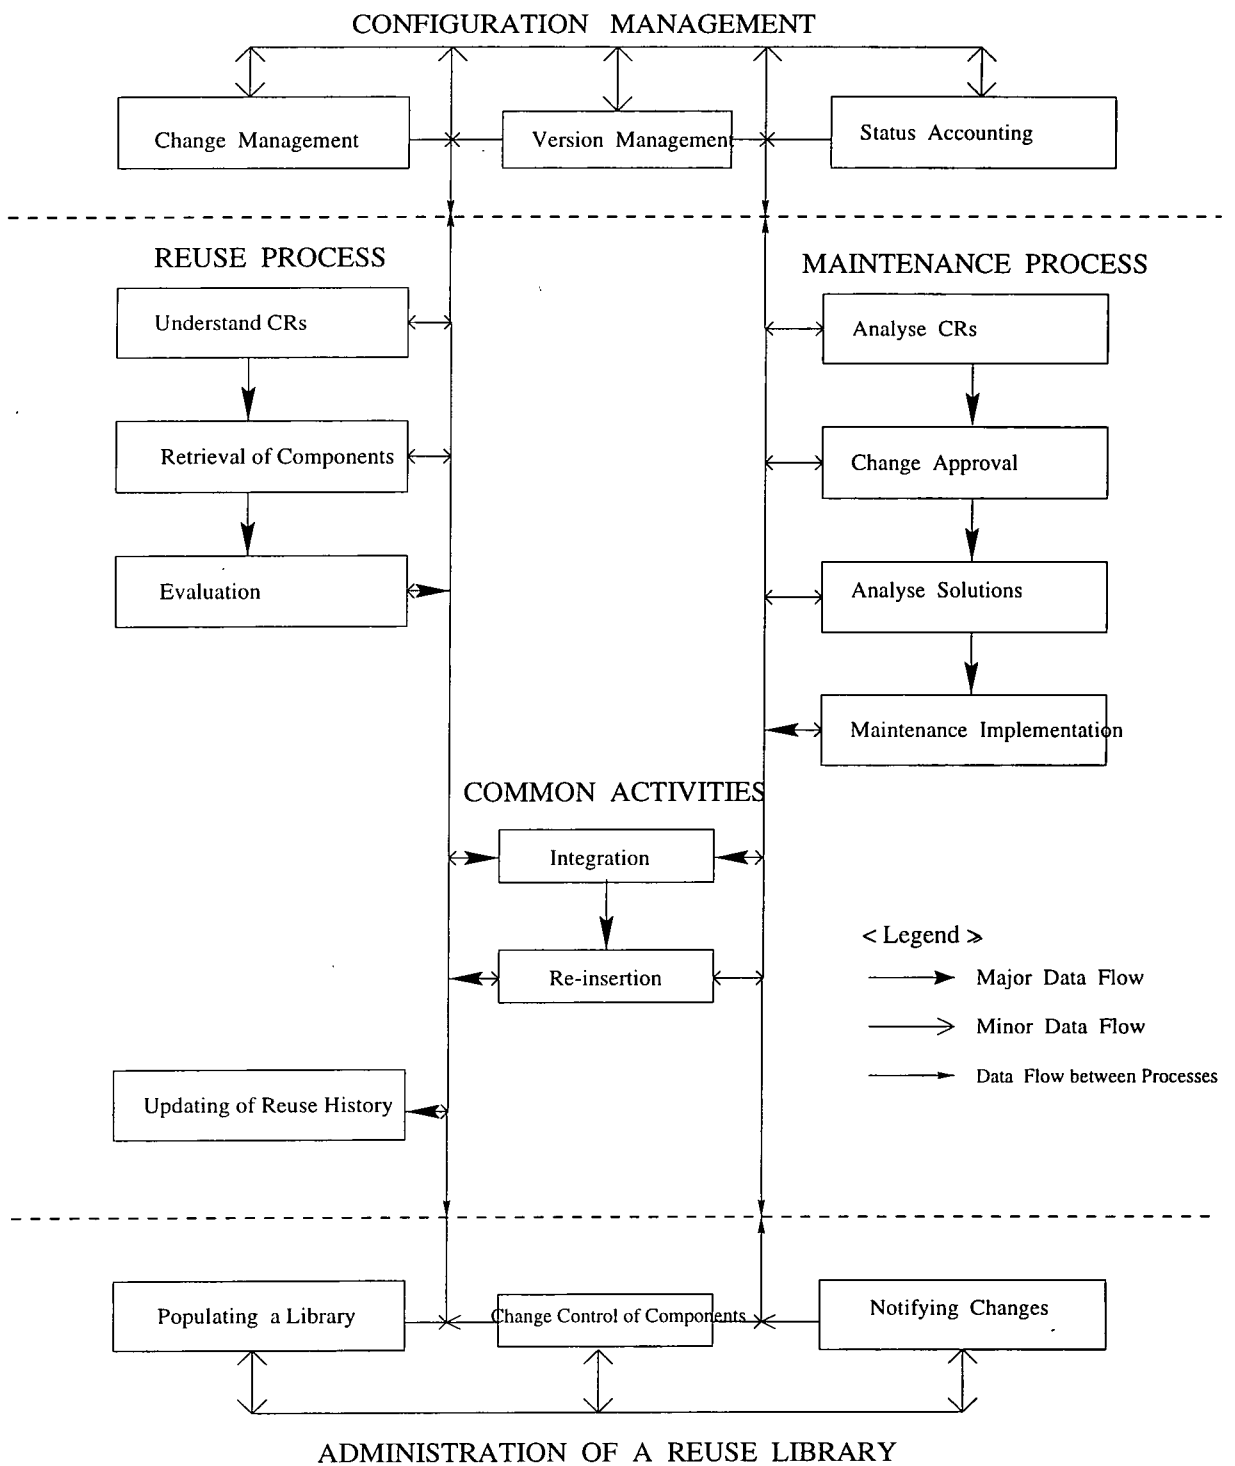 CONFIGURATION MANAGEMENT
Change Management
Version Management
Status Accounting
REUSE PROCESS
MAINTENANCE PROCESS
Understand CRs
Analyse CRs
Retrieval of Components
Change Approval
Evaluation
Analyse Solutions
Maintenance Implementation
COMMON ACTIVITIES
Integration
< Legend >
Re-insertion
Major Data Flow
Minor Data Flow
Data Flow between Processes
Updating of Reuse History
Populating a Library
Change Control of Components
Notifying Changes
ADMINISTRATION OF A REUSE LIBRARY